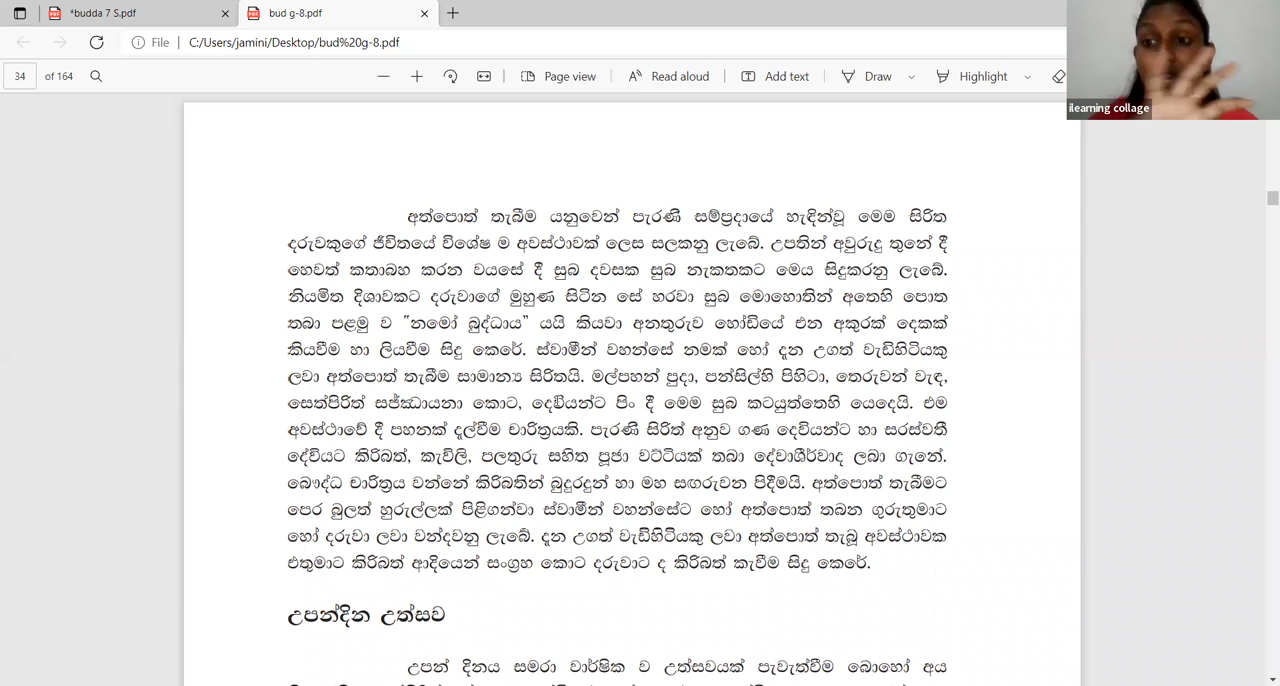 *budda 7 S.pdf
bud g-8.pdf
File | C:/Users/jamini/Desktop/bud%20g-8.pdf
34 of 164
Page view
Read aloud
Add text
Draw
Highlight
ilearning collage
අත්පොත් තැබීම යනුවෙන් පැරණි සම්ප්‍රදායේ හැඳින්වූ මෙම සිරිත
දරුවකුගේ ජීවිතයේ විශේෂ ම අවස්ථාවක් ලෙස සලකනු ලැබේ. උපතින් අවුරුදු තුනේ දී
හෙවත් කතාබහ කරන වයසේ දී සුබ දවසක සුබ නැකතකට මෙය සිදුකරනු ලැබේ.
නියමිත දිශාවකට දරුවාගේ මුහුණ සිටින සේ හරවා සුබ මොහොතින් අතෙහි පොත
තබා පළමු ව “නමෝ බුද්ධාය” යයි කියවා අනතුරුව හෝඩියේ එන අකුරක් දෙකක්
කියවීම හා ලියවීම සිදු කෙරේ. ස්වාමීන් වහන්සේ නමක් හෝ දැන උගත් වැඩිහිටියකු
ලවා අත්පොත් තැබීම සාමාන්‍ය සිරිතයි. මල්පහන් පුදා, පන්සිල්හි පිහිටා, තෙරුවන් වැඳ,
සෙත්පිරිත් සජ්ඣායනා කොට, දෙවියන්ට පිං දී මෙම සුබ කටයුත්තෙහි යෙදෙයි. එම
අවස්ථාවේ දී පහනක් දැල්වීම චාරිත්‍රයකි. පැරණි සිරිත් අනුව ගණ දෙවියන්ට හා සරස්වතී
දේවියට කිරිබත්, කැවිලි, පලතුරු සහිත පූජා වට්ටියක් තබා දේවාශීර්වාද ලබා ගැනේ.
බෞද්ධ චාරිත්‍රය වන්නේ කිරිබතින් බුදුරදුන් හා මහ සඟරුවන පිදීමයි. අත්පොත් තැබීමට
පෙර බුලත් හුරුල්ලක් පිළිගන්වා ස්වාමීන් වහන්සේට හෝ අත්පොත් තබන ගුරුතුමාට
හෝ දරුවා ලවා වන්දවනු ලැබේ. දැන උගත් වැඩිහිටියකු ලවා අත්පොත් තැබූ අවස්ථාවක
එතුමාට කිරිබත් ආදියෙන් සංග්‍රහ කොට දරුවාට ද කිරිබත් කැවීම සිදු කෙරේ.
උපන්දින උත්සව
උපන් දිනය සමරා වාර්ෂික ව උත්සවයක් පැවැත්වීම බොහෝ අය